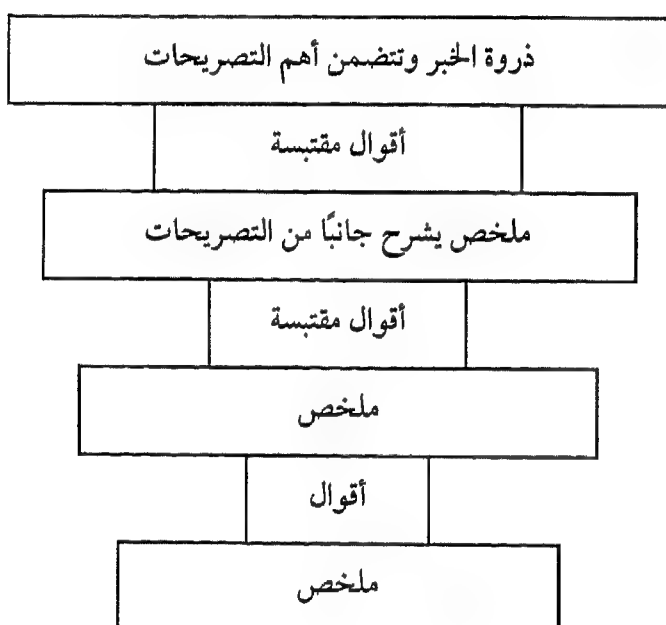 ذروة الخبر وتتضمن أهم التصريحات
أقوال مقتبسة
ملخص يشرح جانبًا من التصريحات
أقوال مقتبسة
ملخص
أقوال
ملخص